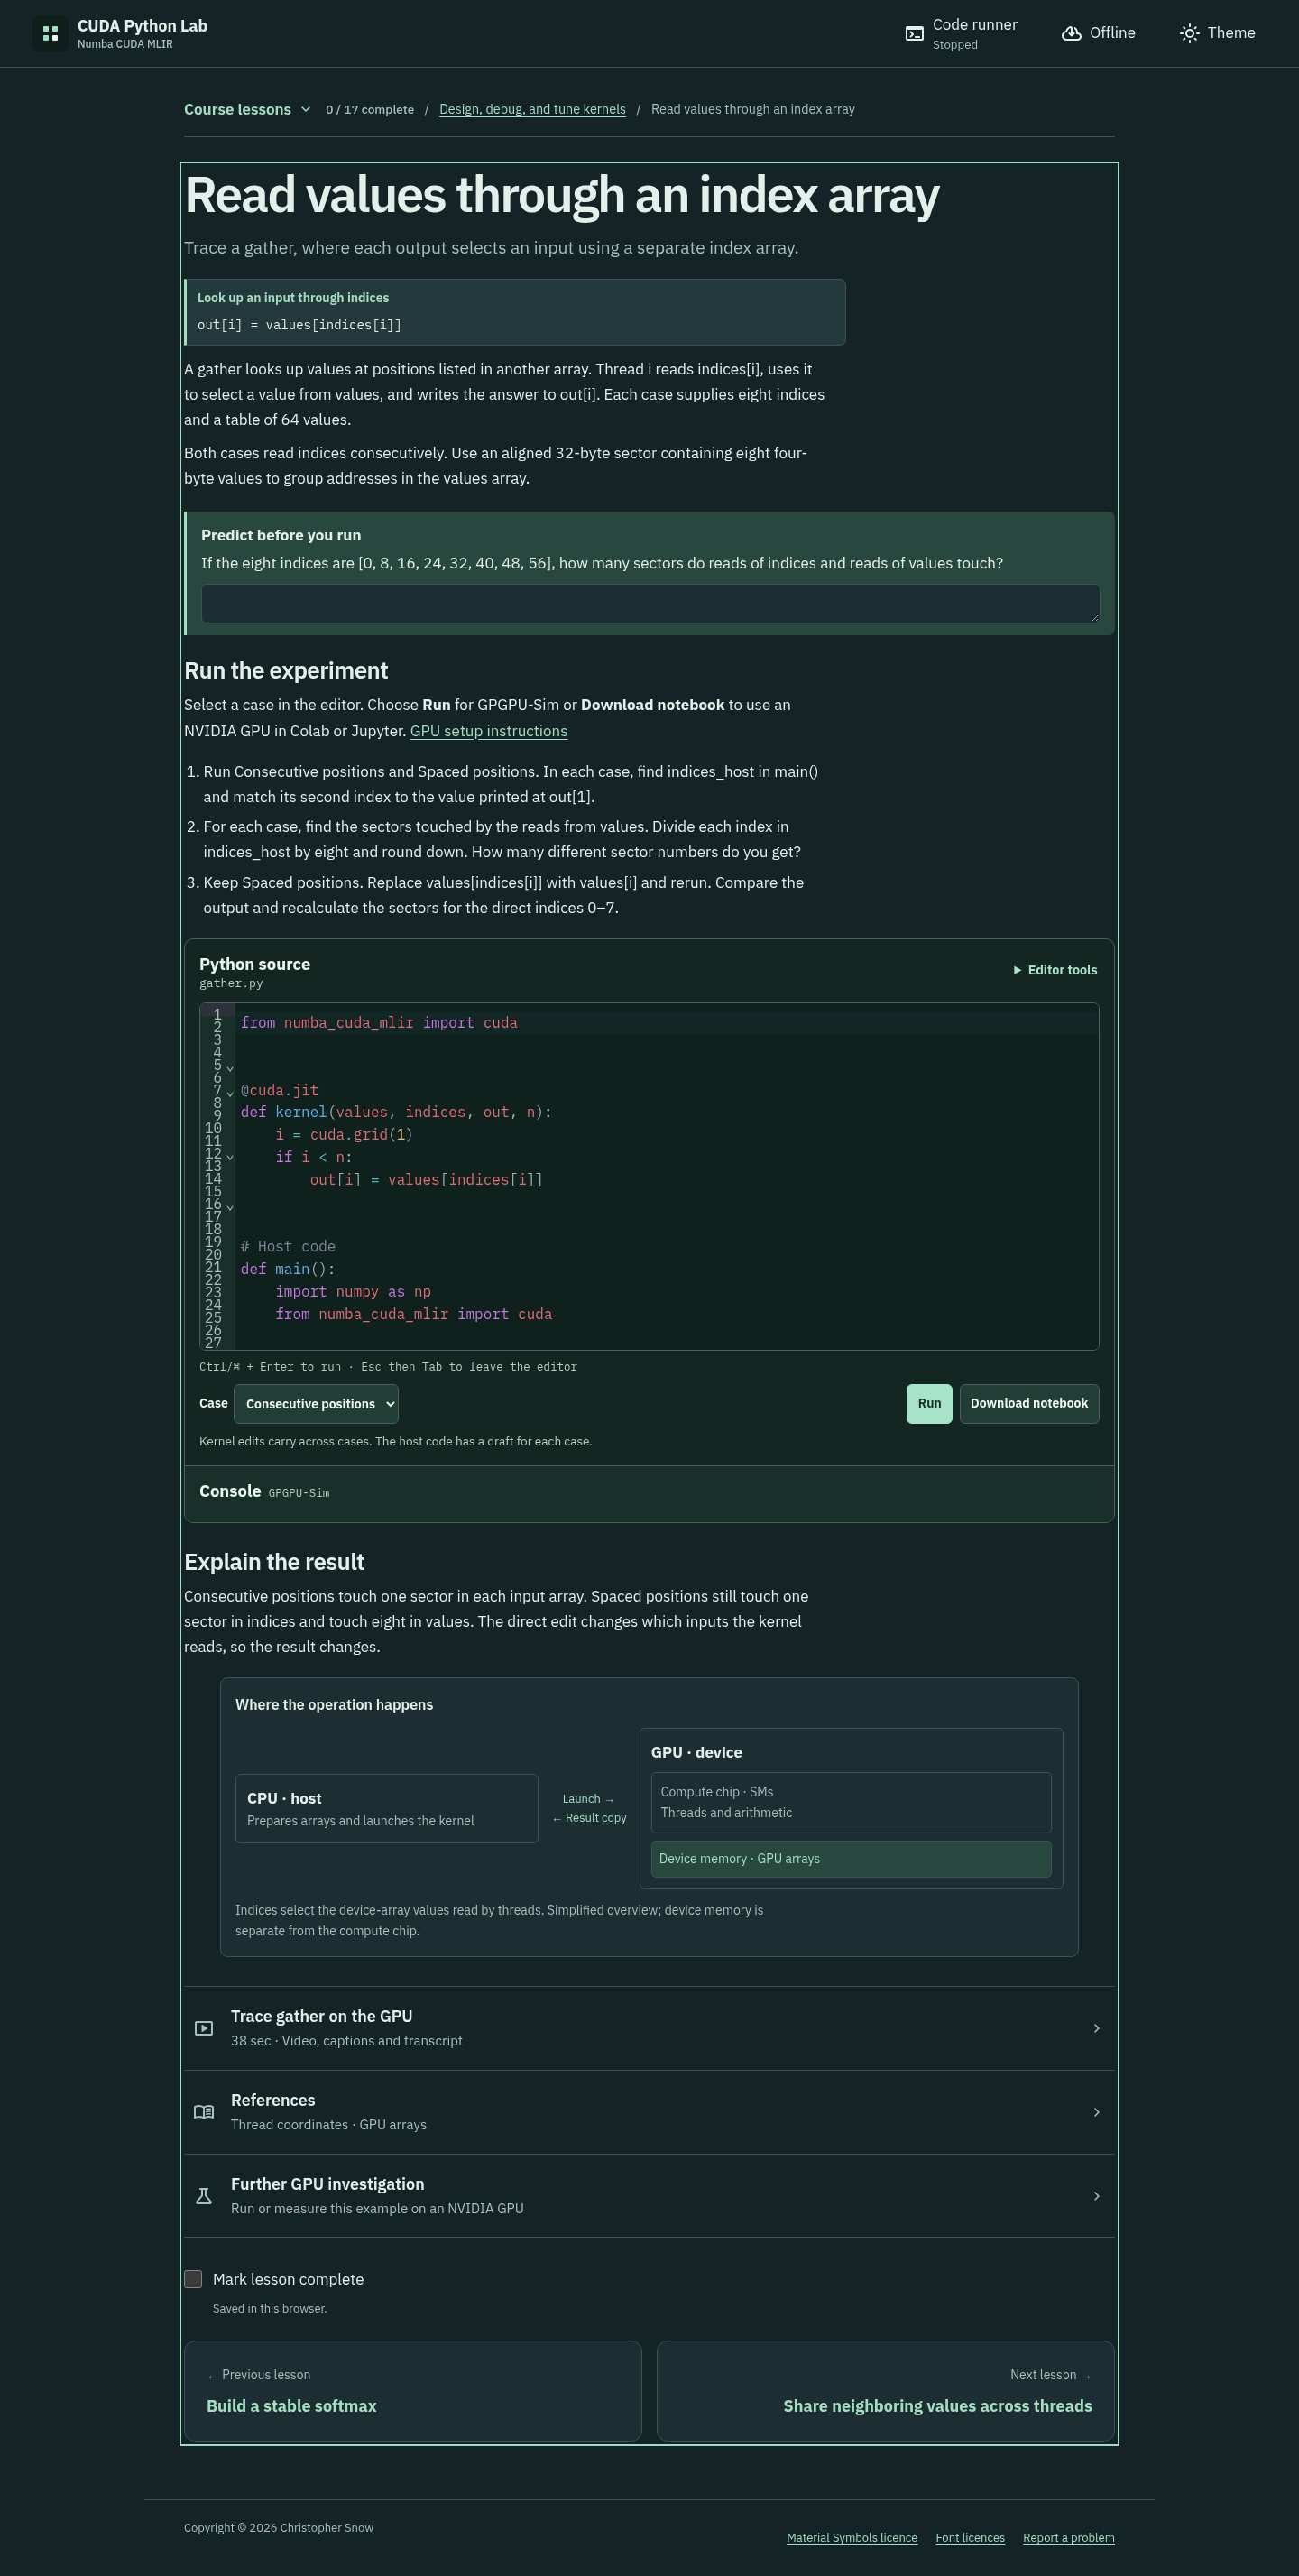 CUDA Python Lab
Numba CUDA MLIR
Code runner
Stopped
Offline
Theme
Course lessons
0 / 17 complete / Design, debug, and tune kernels / Read values through an index array
Read values through an index array
Trace a gather, where each output selects an input using a separate index array.
Look up an input through indices
out[i] = values[indices[i]]
A gather looks up values at positions listed in another array. Thread i reads indices[i], uses it
to select a value from values, and writes the answer to out[i]. Each case supplies eight indices
and a table of 64 values.
Both cases read indices consecutively. Use an aligned 32-byte sector containing eight four-
byte values to group addresses in the values array.
Predict before you run
If the eight indices are [0, 8, 16, 24, 32, 40, 48, 56], how many sectors do reads of indices and reads of values touch?
Run the experiment
Select a case in the editor. Choose Run for GPGPU-Sim or Download notebook to use an
NVIDIA GPU in Colab or Jupyter. GPU setup instructions
1. Run Consecutive positions and Spaced positions. In each case, find indices_host in main()
and match its second index to the value printed at out[1].
2. For each case, find the sectors touched by the reads from values. Divide each index in
indices_host by eight and round down. How many different sector numbers do you get?
3. Keep Spaced positions. Replace values[indices[i]] with values[i] and rerun. Compare the
output and recalculate the sectors for the direct indices 0–7.
Python source
gather.py
▶ Editor tools
1
2
3
4
5
6
7
8
9
10
11
12
13
14
15
16
17
18
19
20
21
22
23
24
25
26
27
from numba_cuda_mlir import cuda
@cuda.jit
def kernel(values, indices, out, n):
    i = cuda.grid(1)
    if i < n:
        out[i] = values[indices[i]]
# Host code
def main():
    import numpy as np
    from numba_cuda_mlir import cuda
Ctrl/⌘ + Enter to run · Esc then Tab to leave the editor
Case
Consecutive positions
Run
Download notebook
Kernel edits carry across cases. The host code has a draft for each case.
Console GPGPU-Sim
Explain the result
Consecutive positions touch one sector in each input array. Spaced positions still touch one
sector in indices and touch eight in values. The direct edit changes which inputs the kernel
reads, so the result changes.
Where the operation happens
CPU · host
Prepares arrays and launches the kernel
Launch →
← Result copy
GPU · device
Compute chip · SMs
Threads and arithmetic
Device memory · GPU arrays
Indices select the device-array values read by threads. Simplified overview; device memory is
separate from the compute chip.
Trace gather on the GPU
38 sec · Video, captions and transcript
References
Thread coordinates · GPU arrays
Further GPU investigation
Run or measure this example on an NVIDIA GPU
Mark lesson complete
Saved in this browser.
← Previous lesson
Build a stable softmax
Next lesson →
Share neighboring values across threads
Copyright © 2026 Christopher Snow
Material Symbols licence
Font licences
Report a problem